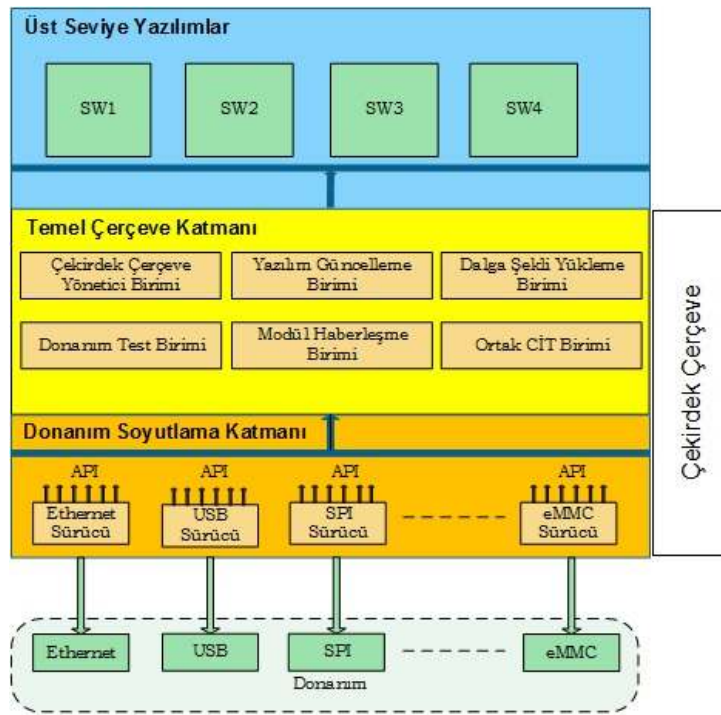 Üst Seviye Yazılımlar
SW1
SW2
SW3
SW4
Temel Çerçeve Katmanı
Çekirdek Çerçeve
Yönetici Birimi
Yazılım Güncelleme
Birimi
Dalga Şekli Yükleme
Birimi
Donanım Test Birimi
Modül Haberleşme
Birimi
Ortak CİT Birimi
Çekirdek Çerçeve
Donanım Soyutlama Katmanı
API
API
API
API
Ethernet
Sürücü
USB
Sürücü
SPI
Sürücü
eMMC
Sürücü
Ethernet
USB
SPI
eMMC
Donanım